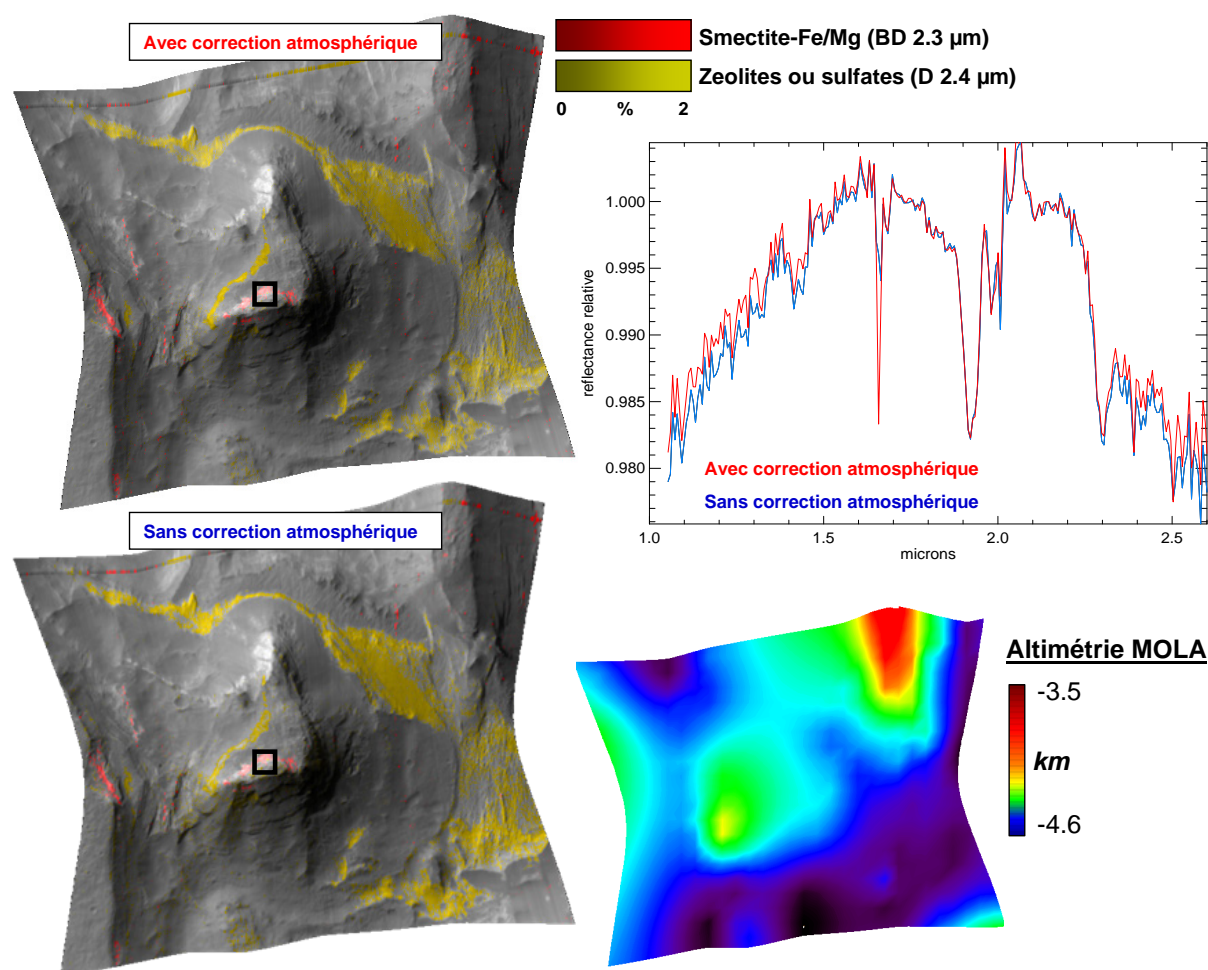 Avec correction atmosphérique
Smectite-Fe/Mg (BD 2.3 µm)
Zeolites ou sulfates (D 2.4 µm)
0 % 2
1.000
0.995
0.990
0.985
0.980
reflectance relative
Avec correction atmosphérique
Sans correction atmosphérique
1.0 1.5 2.0 2.5
microns
Sans correction atmosphérique
Altimétrie MOLA
-3.5
km
-4.6